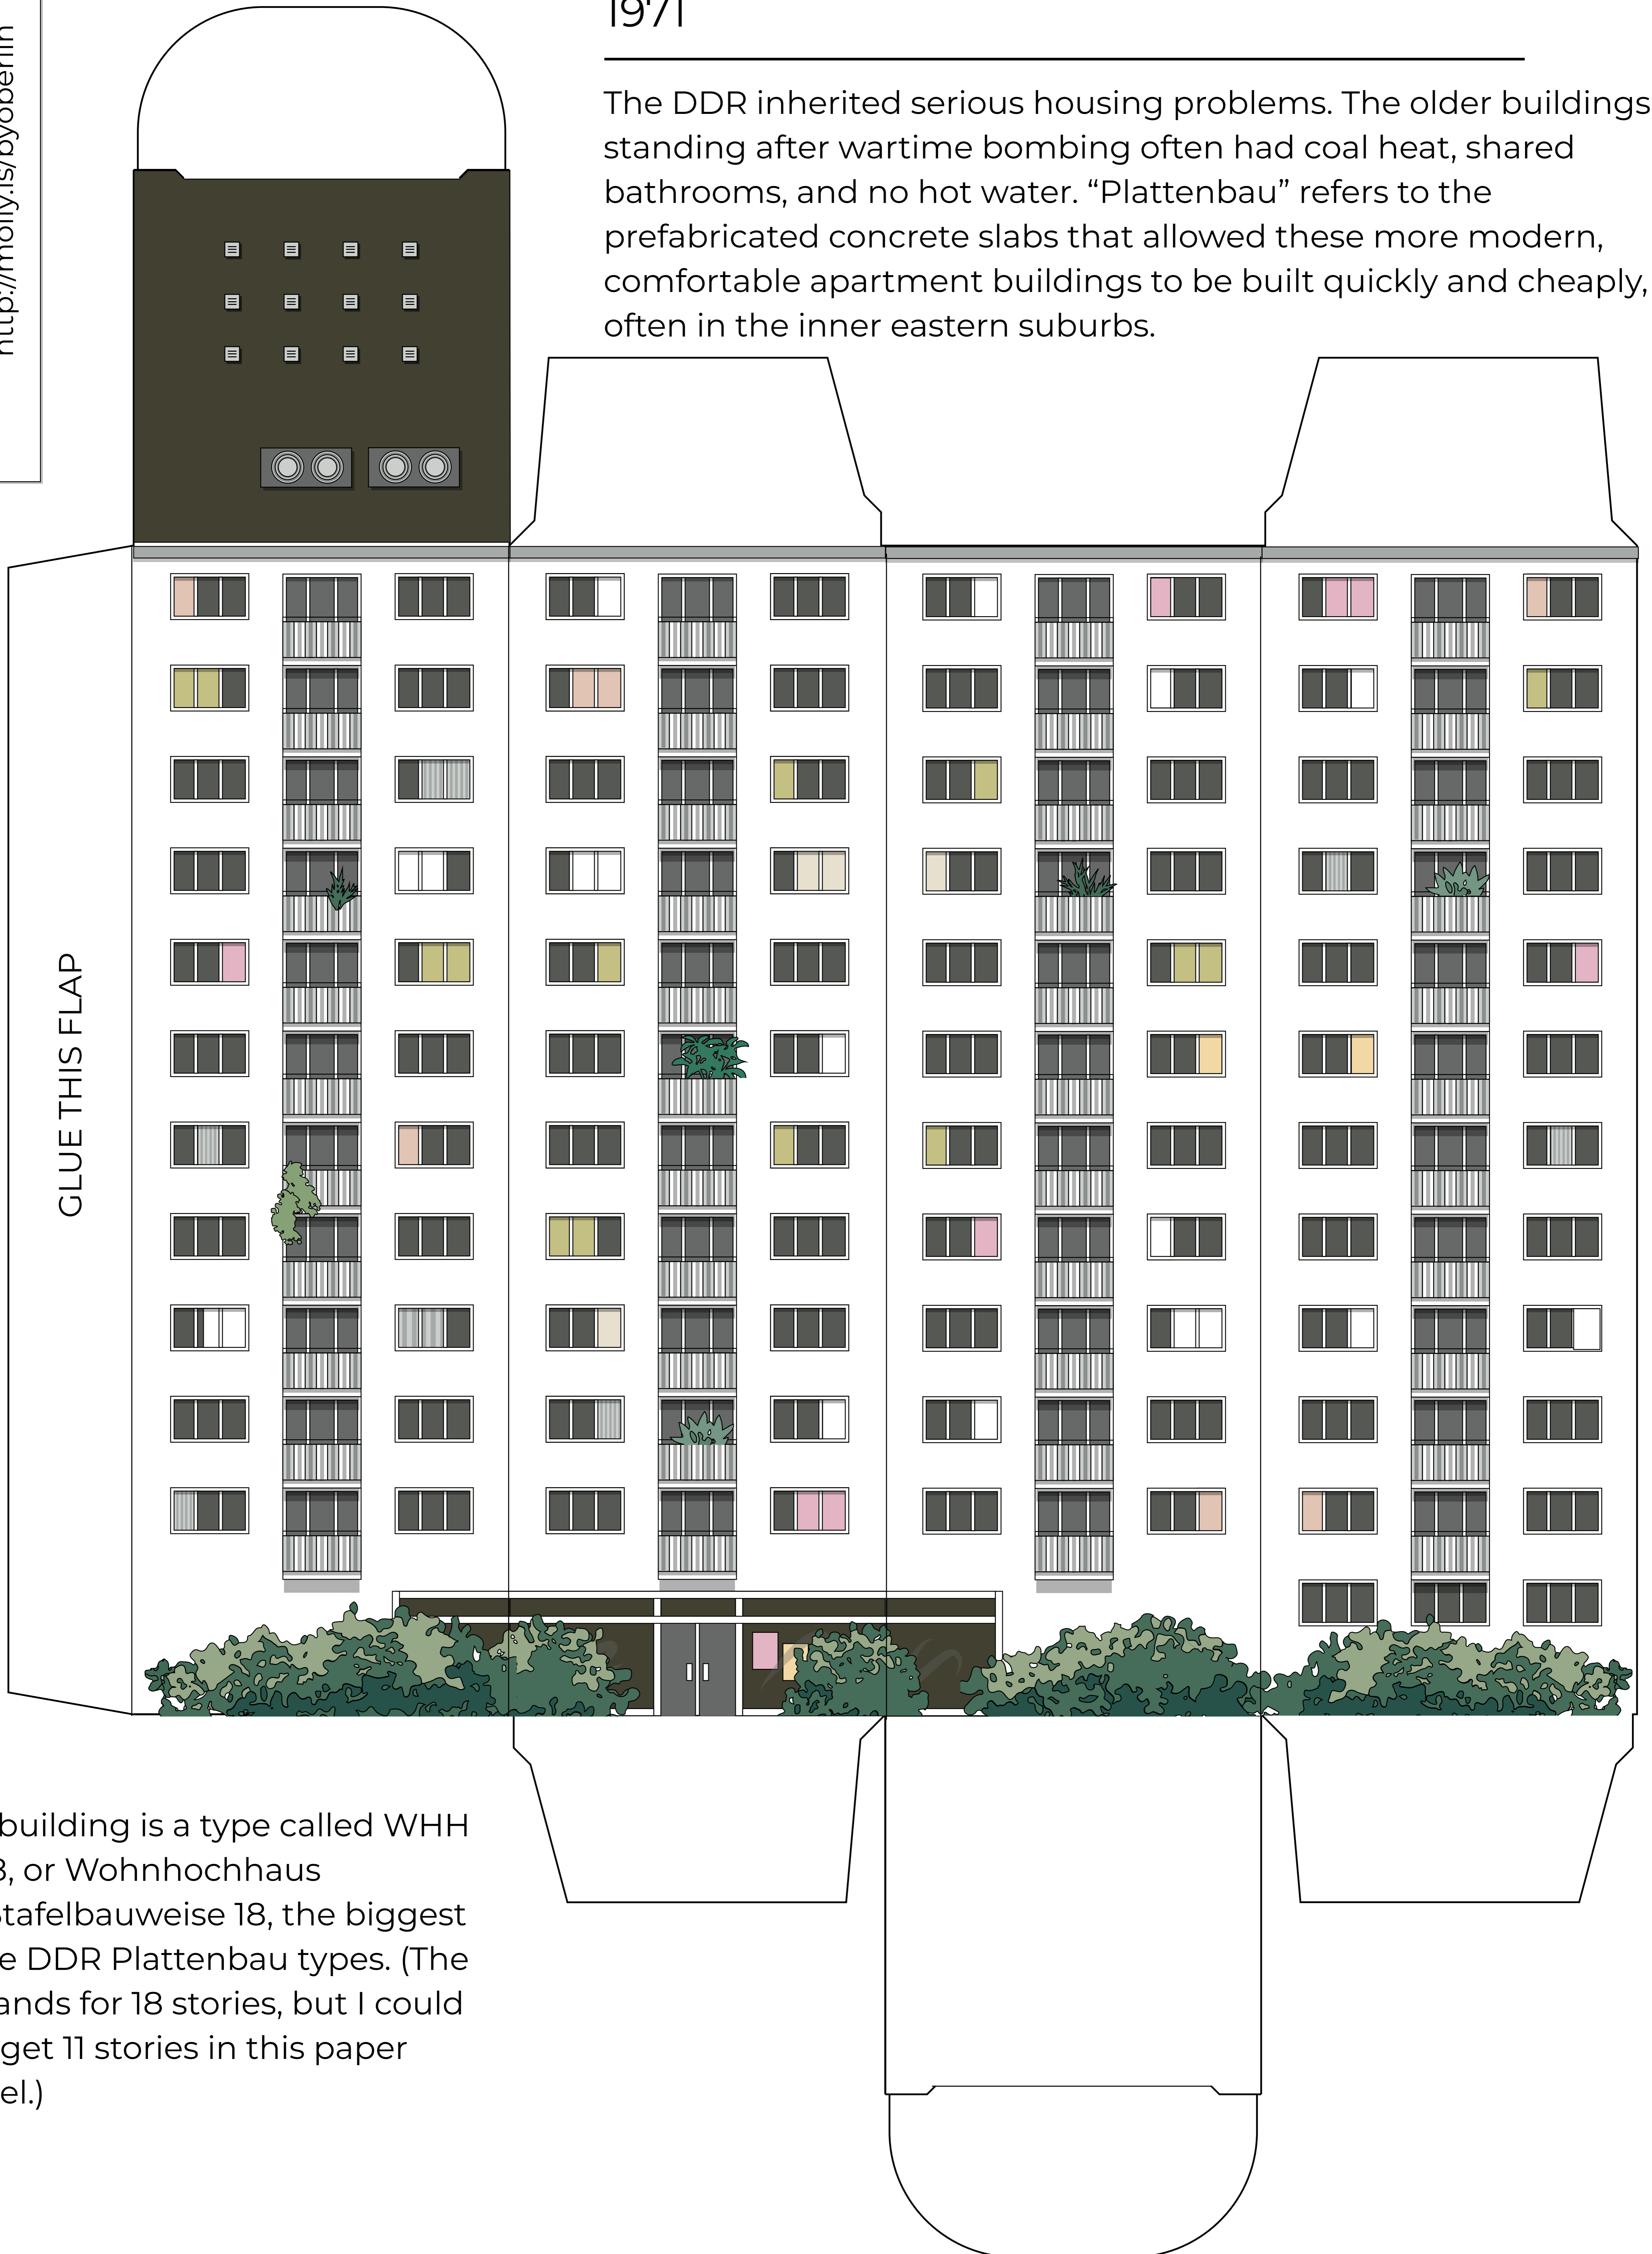 1971
The DDR inherited serious housing problems. The older buildings
standing after wartime bombing often had coal heat, shared
bathrooms, and no hot water. “Plattenbau” refers to the
prefabricated concrete slabs that allowed these more modern,
comfortable apartment buildings to be built quickly and cheaply,
often in the inner eastern suburbs.
http://molly.is/byoberlin
GLUE THIS FLAP
building is a type called WHH
, or Wohnhochhaus
tafelbauweise 18, the biggest
e DDR Plattenbau types. (The
ands for 18 stories, but I could
get 11 stories in this paper
el.)